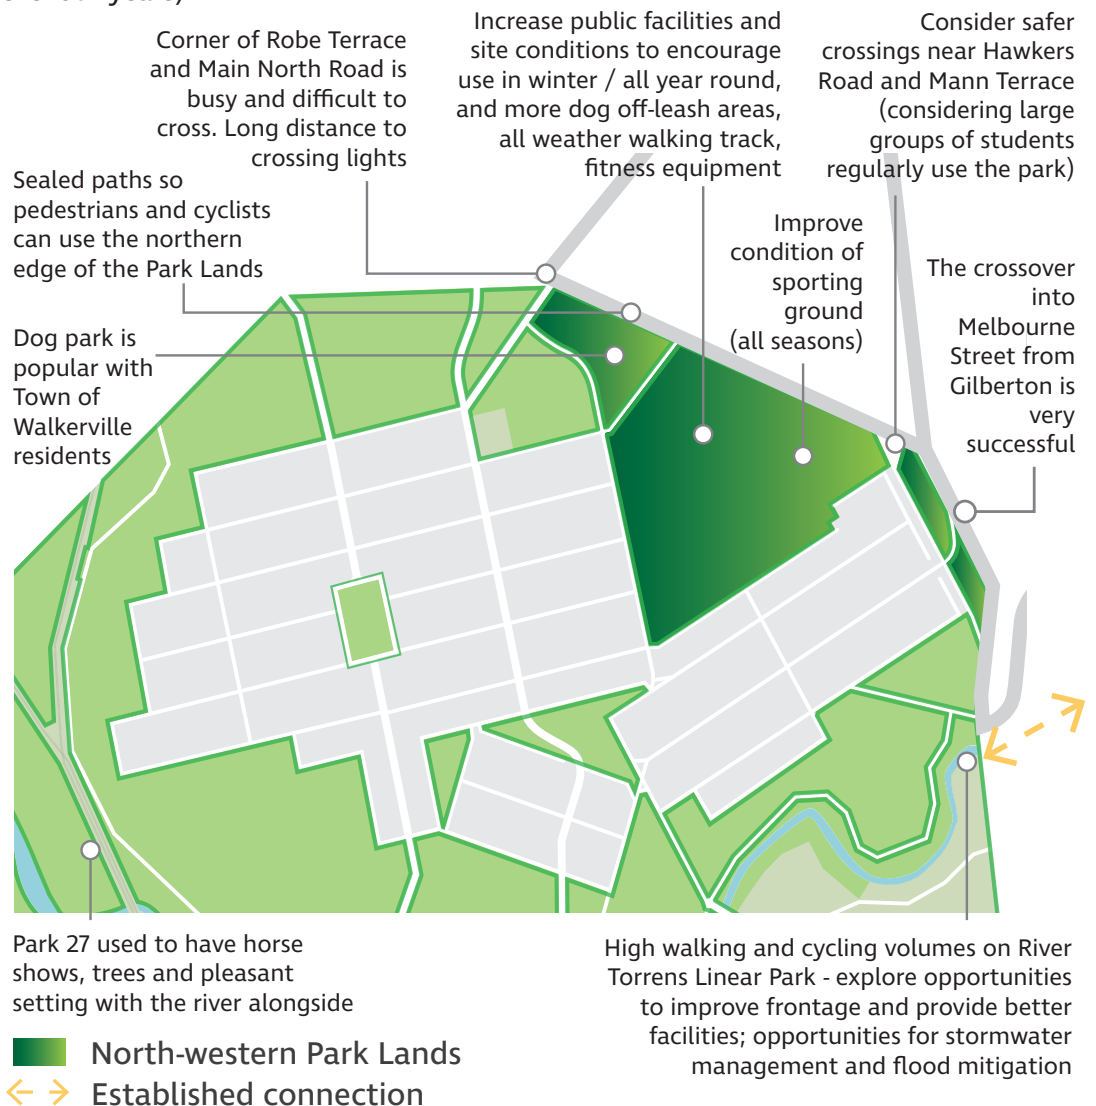 Corner of Robe Terrace
and Main North Road is
busy and difficult to
cross. Long distance to
crossing lights
Increase public facilities and
site conditions to encourage
use in winter / all year round,
and more dog off-leash areas,
all weather walking track,
fitness equipment
Consider safer
crossings near Hawkers
Road and Mann Terrace
(considering large
groups of students
regularly use the park)
Sealed paths so
pedestrians and cyclists
can use the northern
edge of the Park Lands
Improve
condition of
sporting
ground
(all seasons)
The crossover
into
Melbourne
Street from
Gilberton is
very
successful
Dog park is
popular with
Town of
Walkerville
residents
Park 27 used to have horse
shows, trees and pleasant
setting with the river alongside
High walking and cycling volumes on River
Torrens Linear Park - explore opportunities
to improve frontage and provide better
facilities; opportunities for stormwater
management and flood mitigation
North-western Park Lands
Established connection